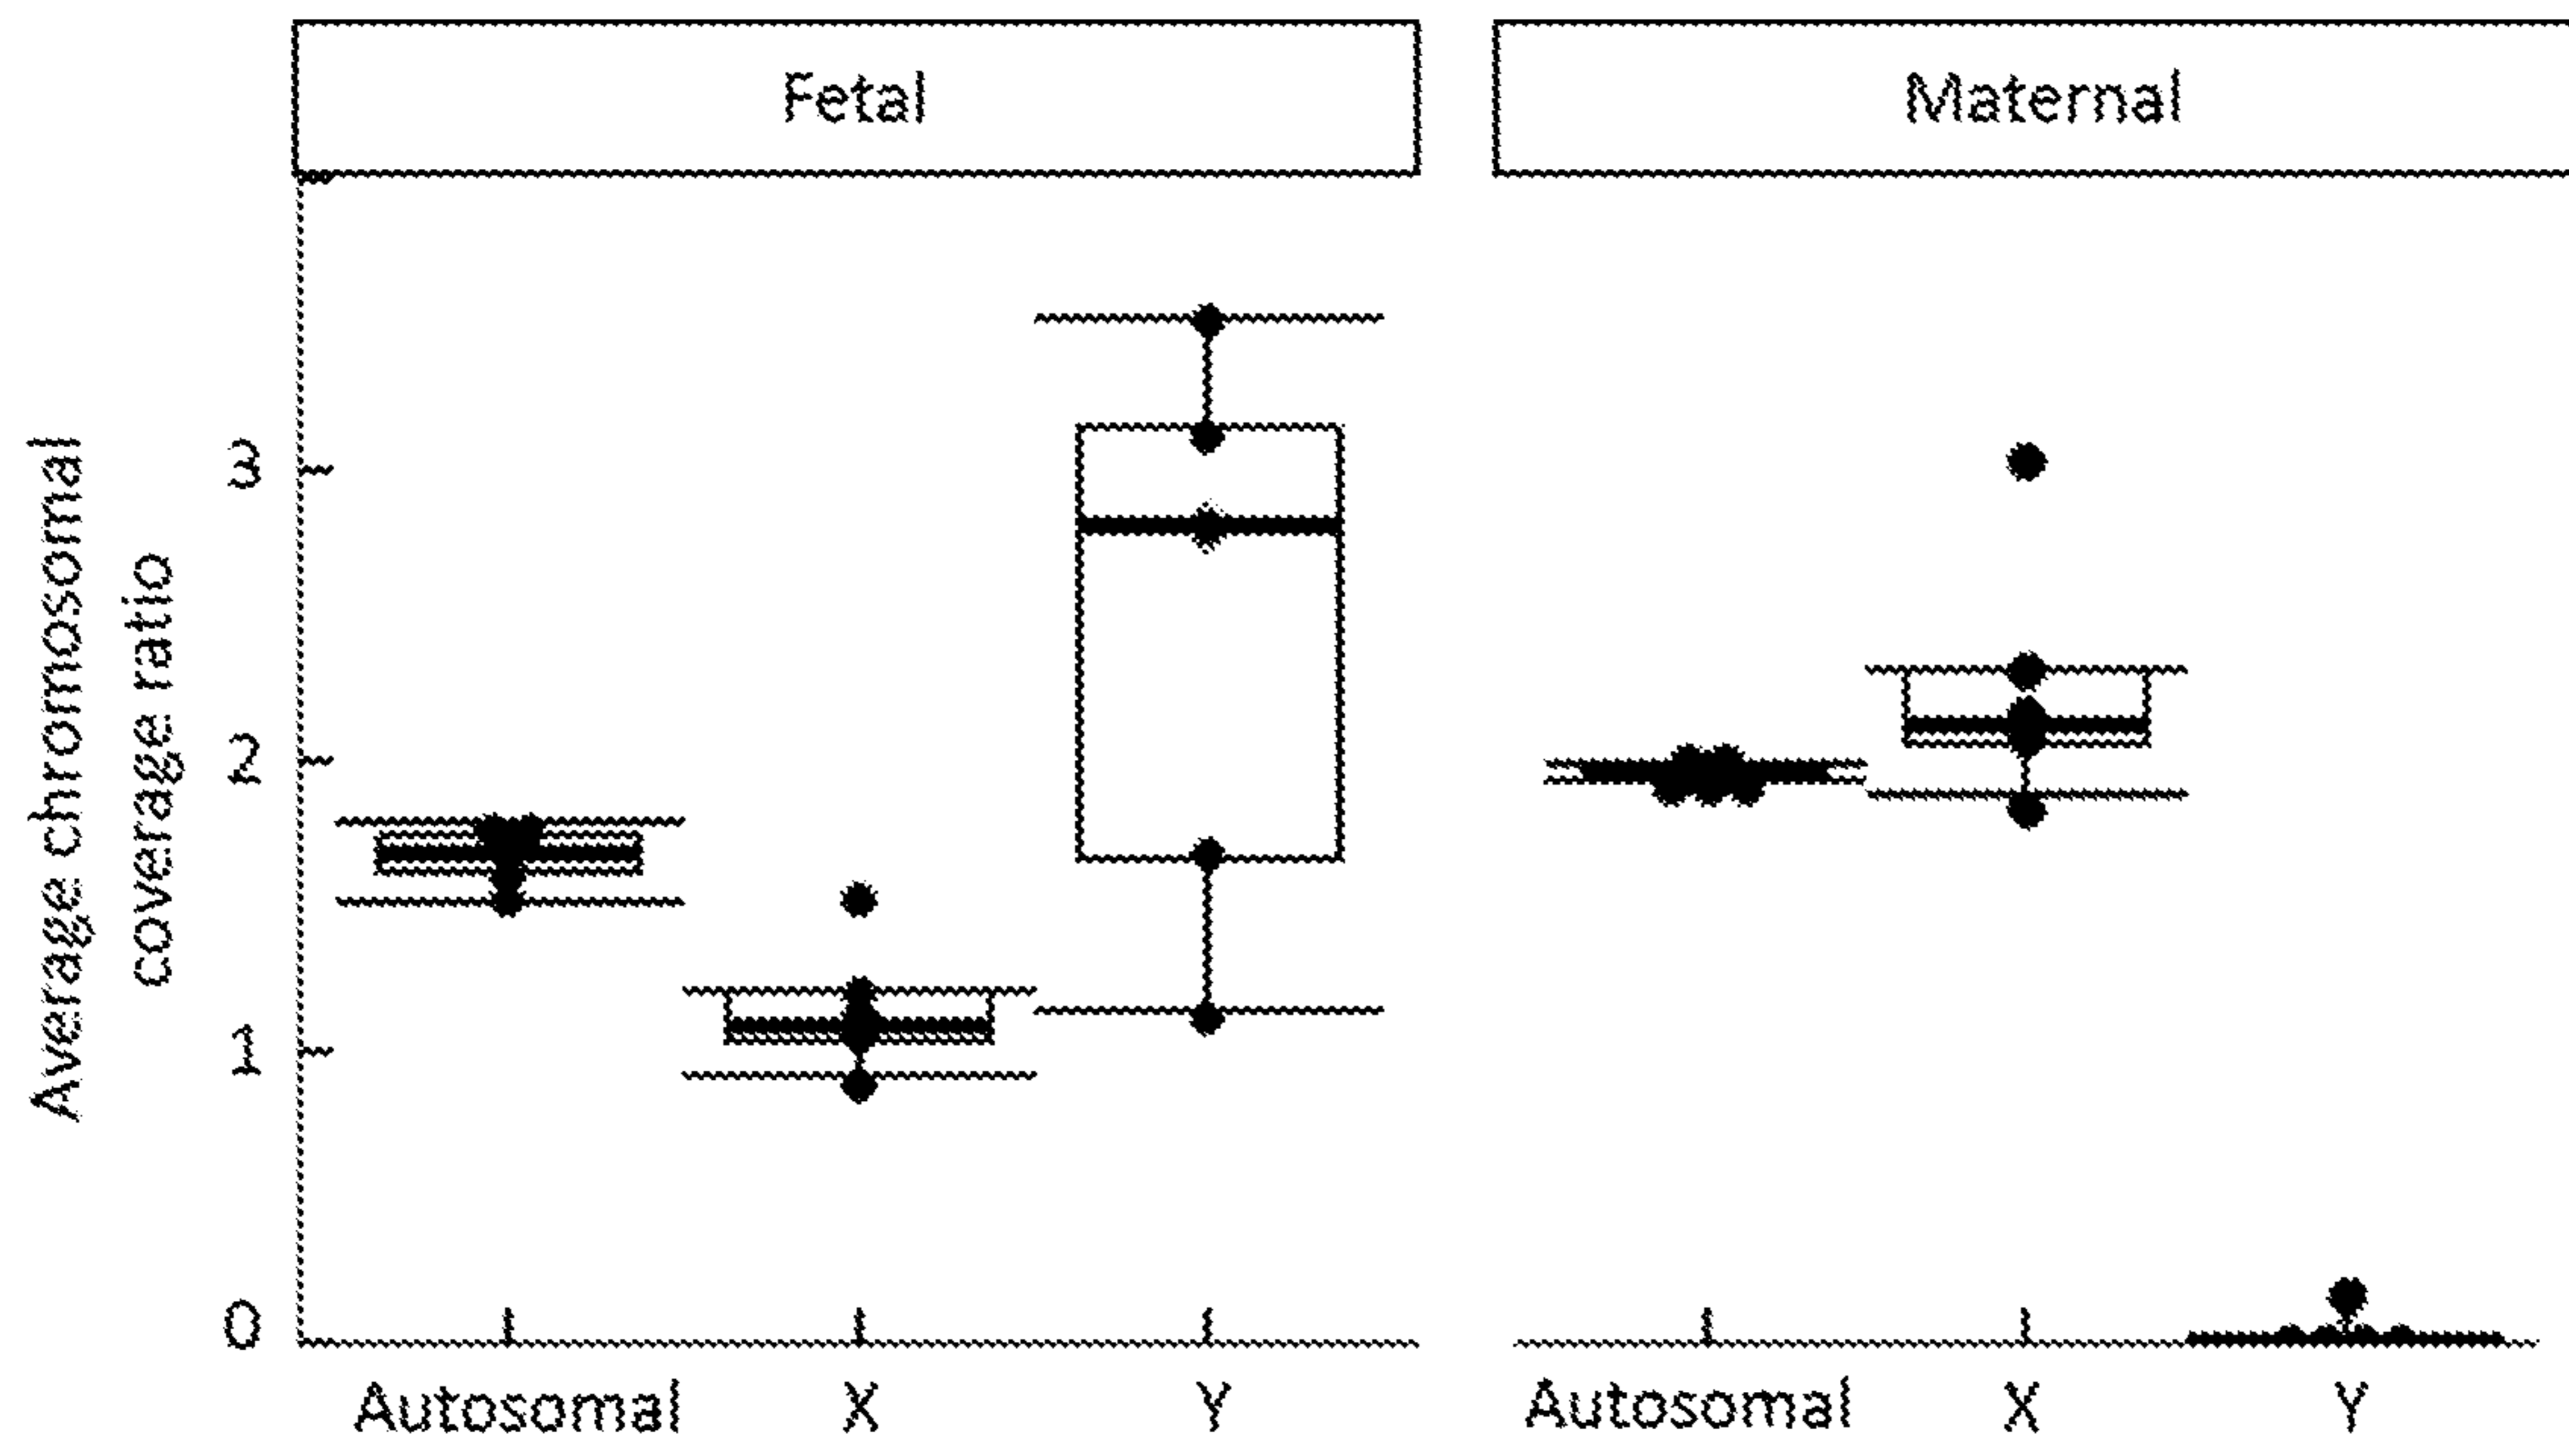 Fetal
Maternal
Average chromosomal
coverage ratio
3
2
1
0
Autosomal X Y
Autosomal X Y